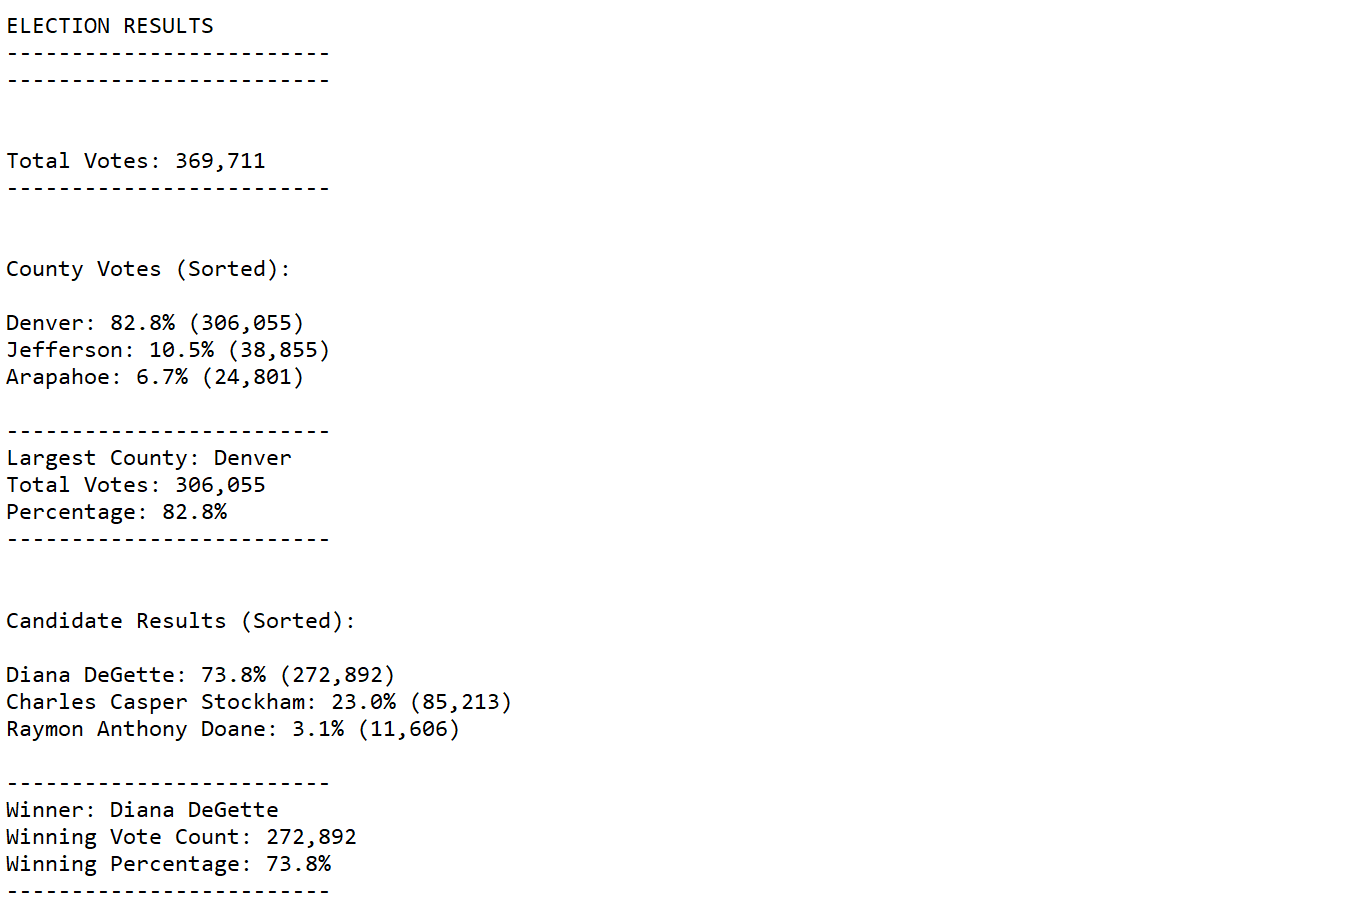 ELECTION RESULTS
-------------------------
-------------------------
Total Votes: 369,711
-------------------------
County Votes (Sorted):
Denver: 82.8% (306,055)
Jefferson: 10.5% (38,855)
Arapahoe: 6.7% (24,801)
-------------------------
Largest County: Denver
Total Votes: 306,055
Percentage: 82.8%
-------------------------
Candidate Results (Sorted):
Diana DeGette: 73.8% (272,892)
Charles Casper Stockham: 23.0% (85,213)
Raymon Anthony Doane: 3.1% (11,606)
-------------------------
Winner: Diana DeGette
Winning Vote Count: 272,892
Winning Percentage: 73.8%
-------------------------